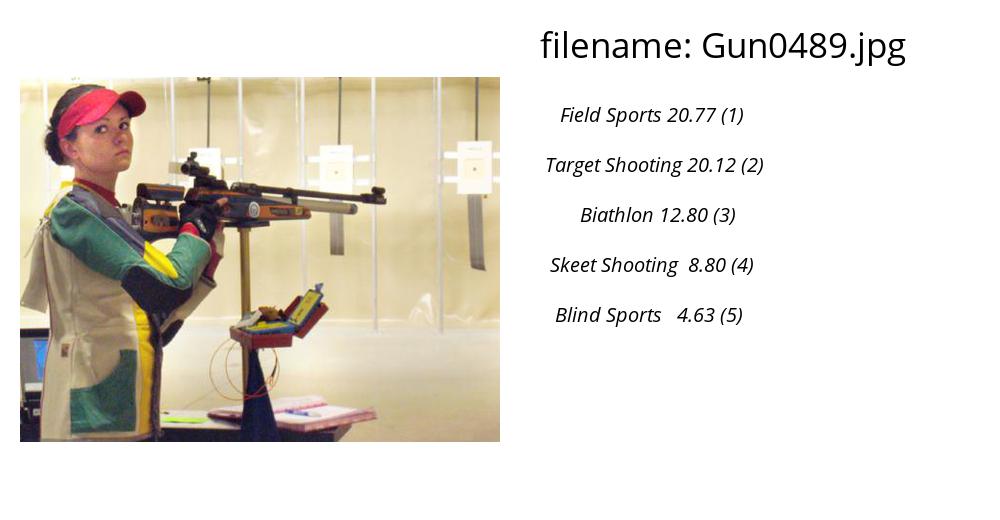 filename: Gun0489.jpg
Field Sports 20.77 (1)
Target Shooting 20.12 (2)
Biathlon 12.80 (3)
Skeet Shooting 8.80 (4)
Blind Sports 4.63 (5)